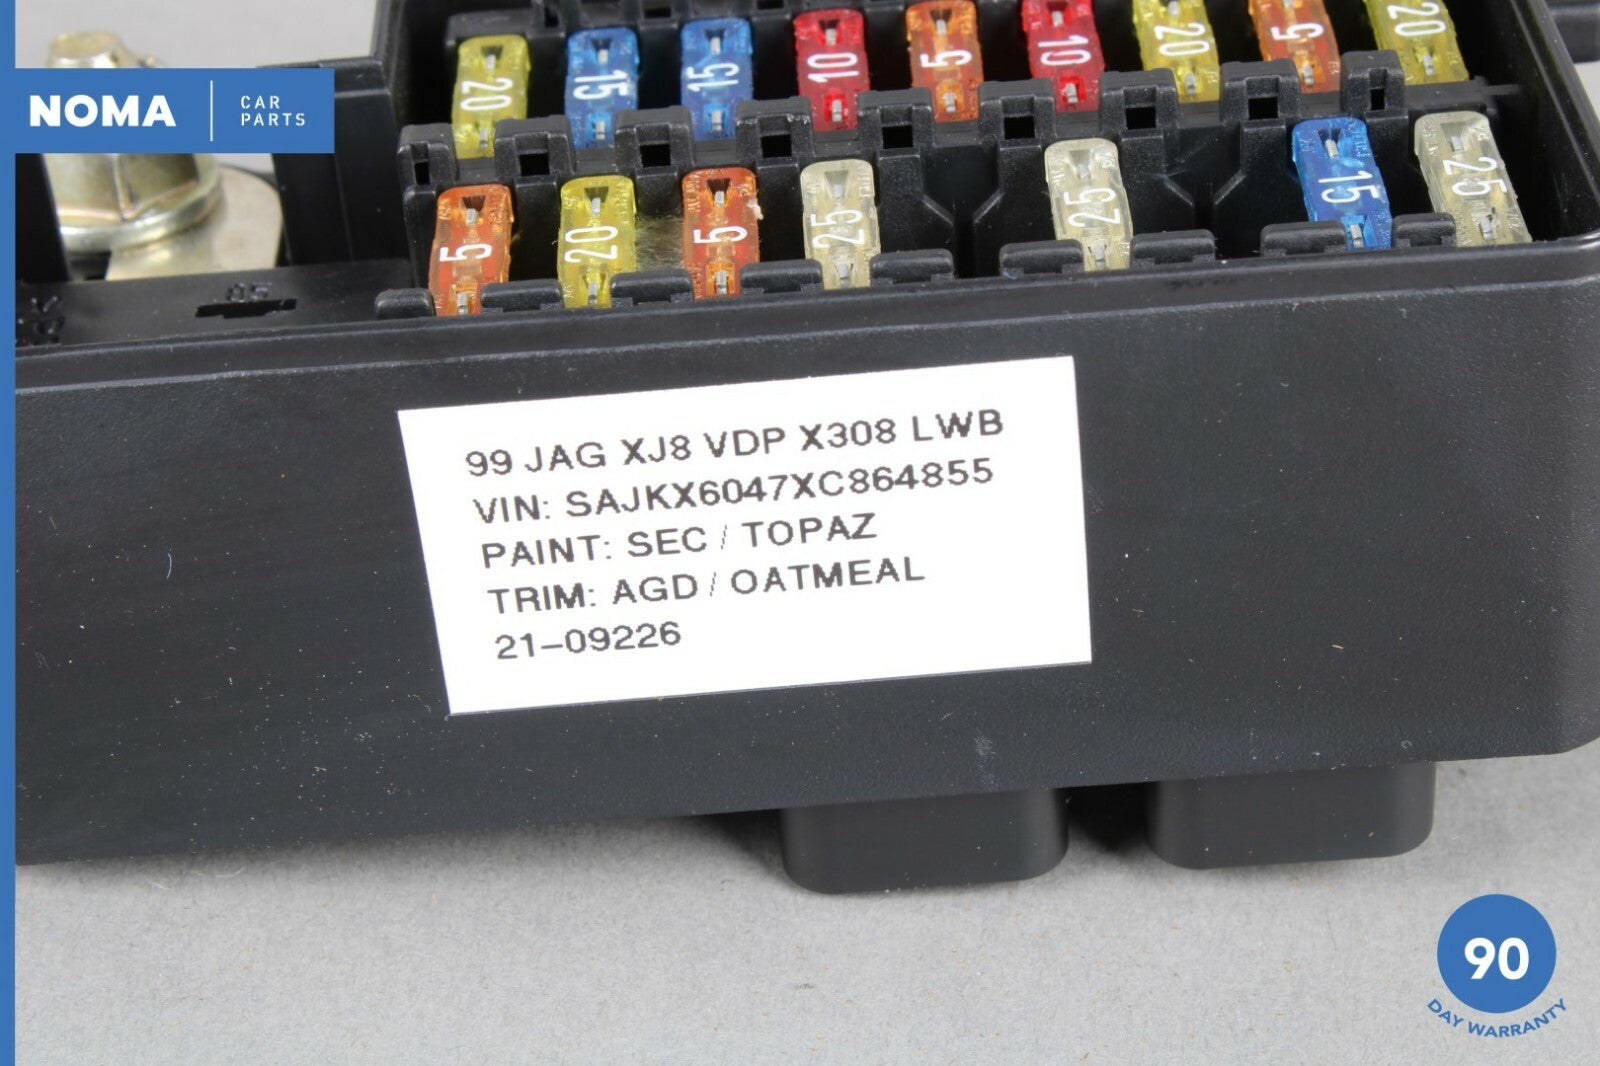 NOMA
CAR
PARTS
20 15 15 10 5 10 20 5 20
5 20 5 25 25 15 25
05
99 JAG XJ8 VDP X308 LWB
VIN: SAJKX6047XC864855
PAINT: SEC / TOPAZ
TRIM: AGD / OATMEAL
21-09226
90
DAY WARRANTY